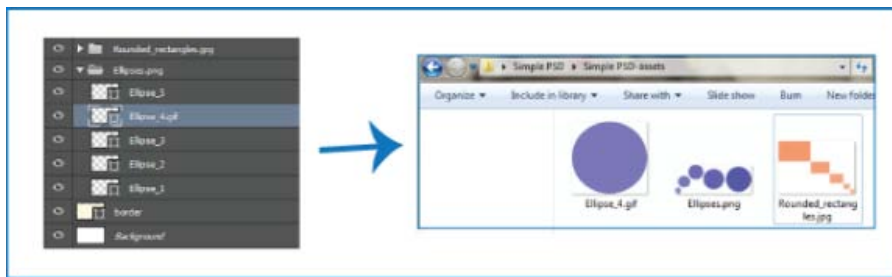 Rounded_rectangles.jpg
Ellipses.png
Ellipse_5
Ellipse_4.gif
Ellipse_3
Ellipse_2
Ellipse_1
border
Background
Simple PSD Simple PSD-assets
Organize Include in library Share with Slide show Burn New folder
Ellipse_4.gif
Ellipses.png
Rounded_rectang
les.jpg